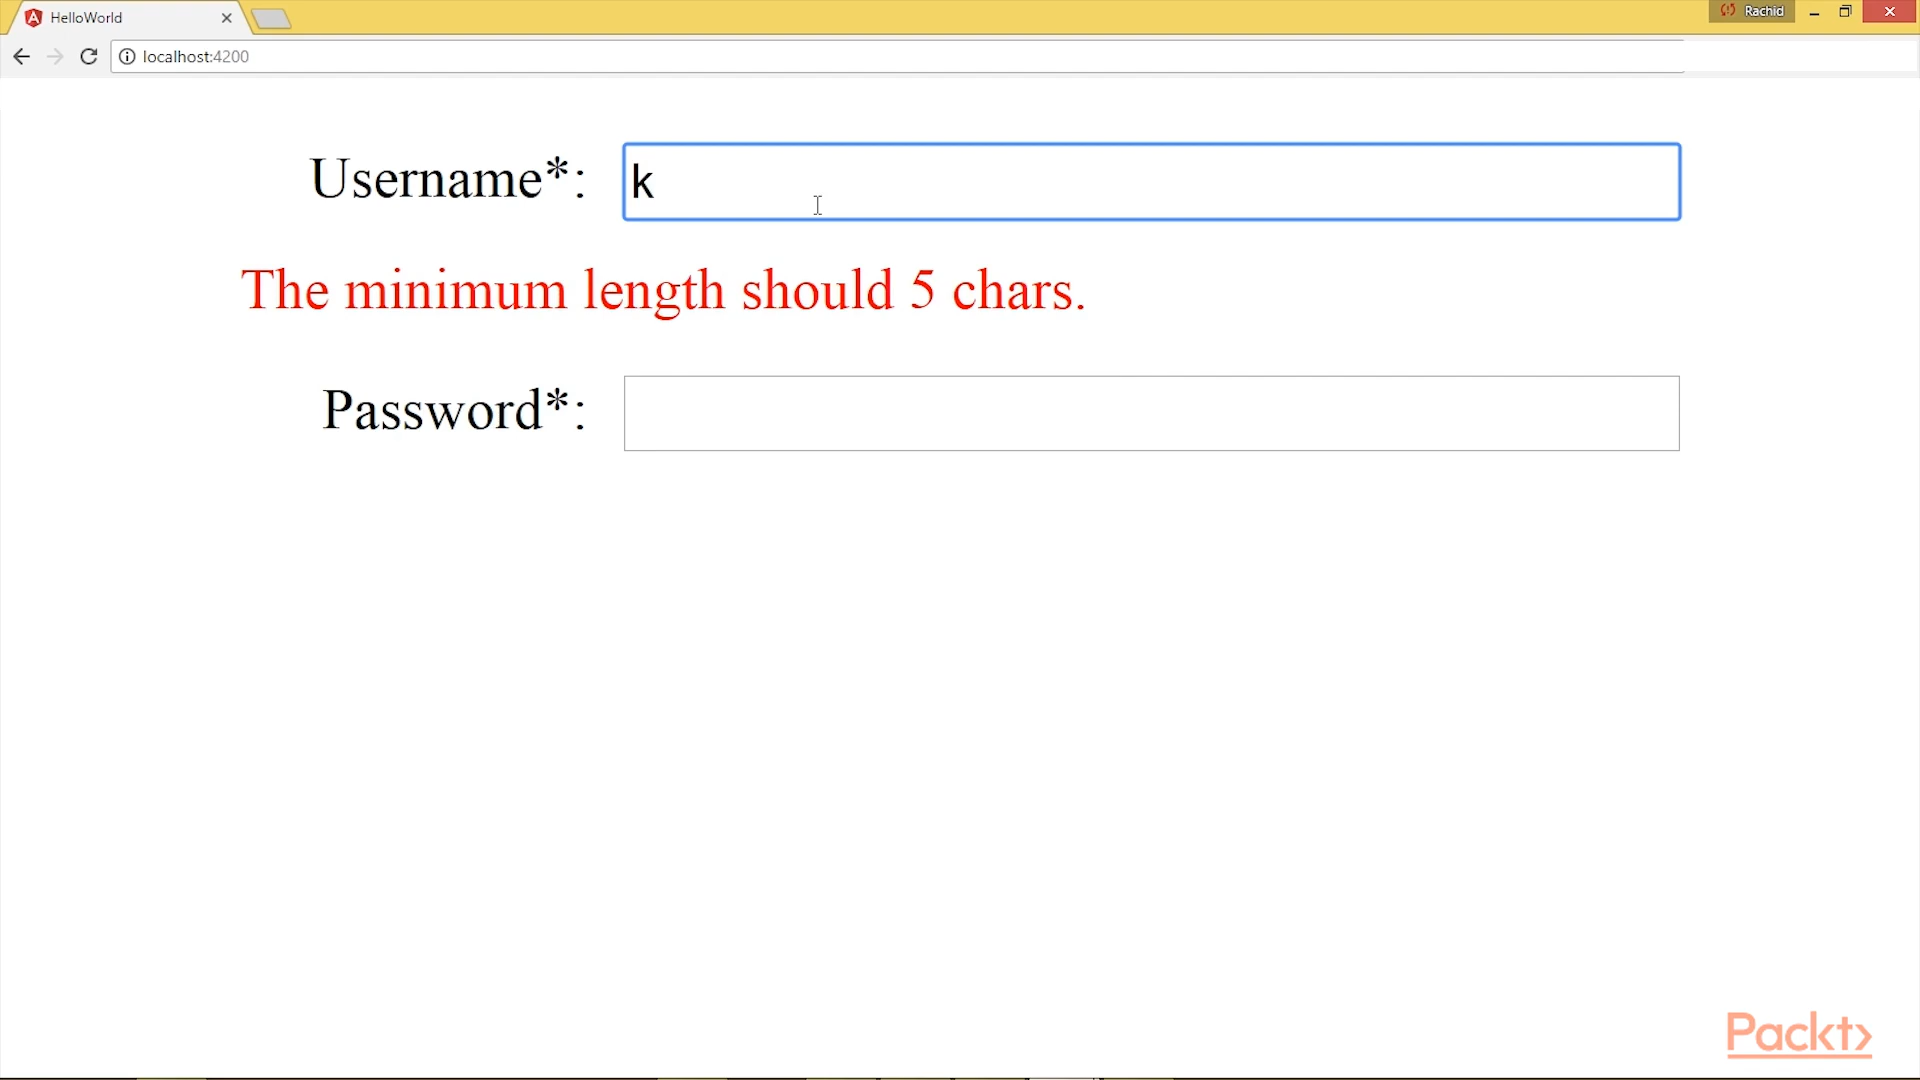 HelloWorld
Rachid
localhost:4200
Username*: k
The minimum length should 5 chars.
Password*:
Packt>